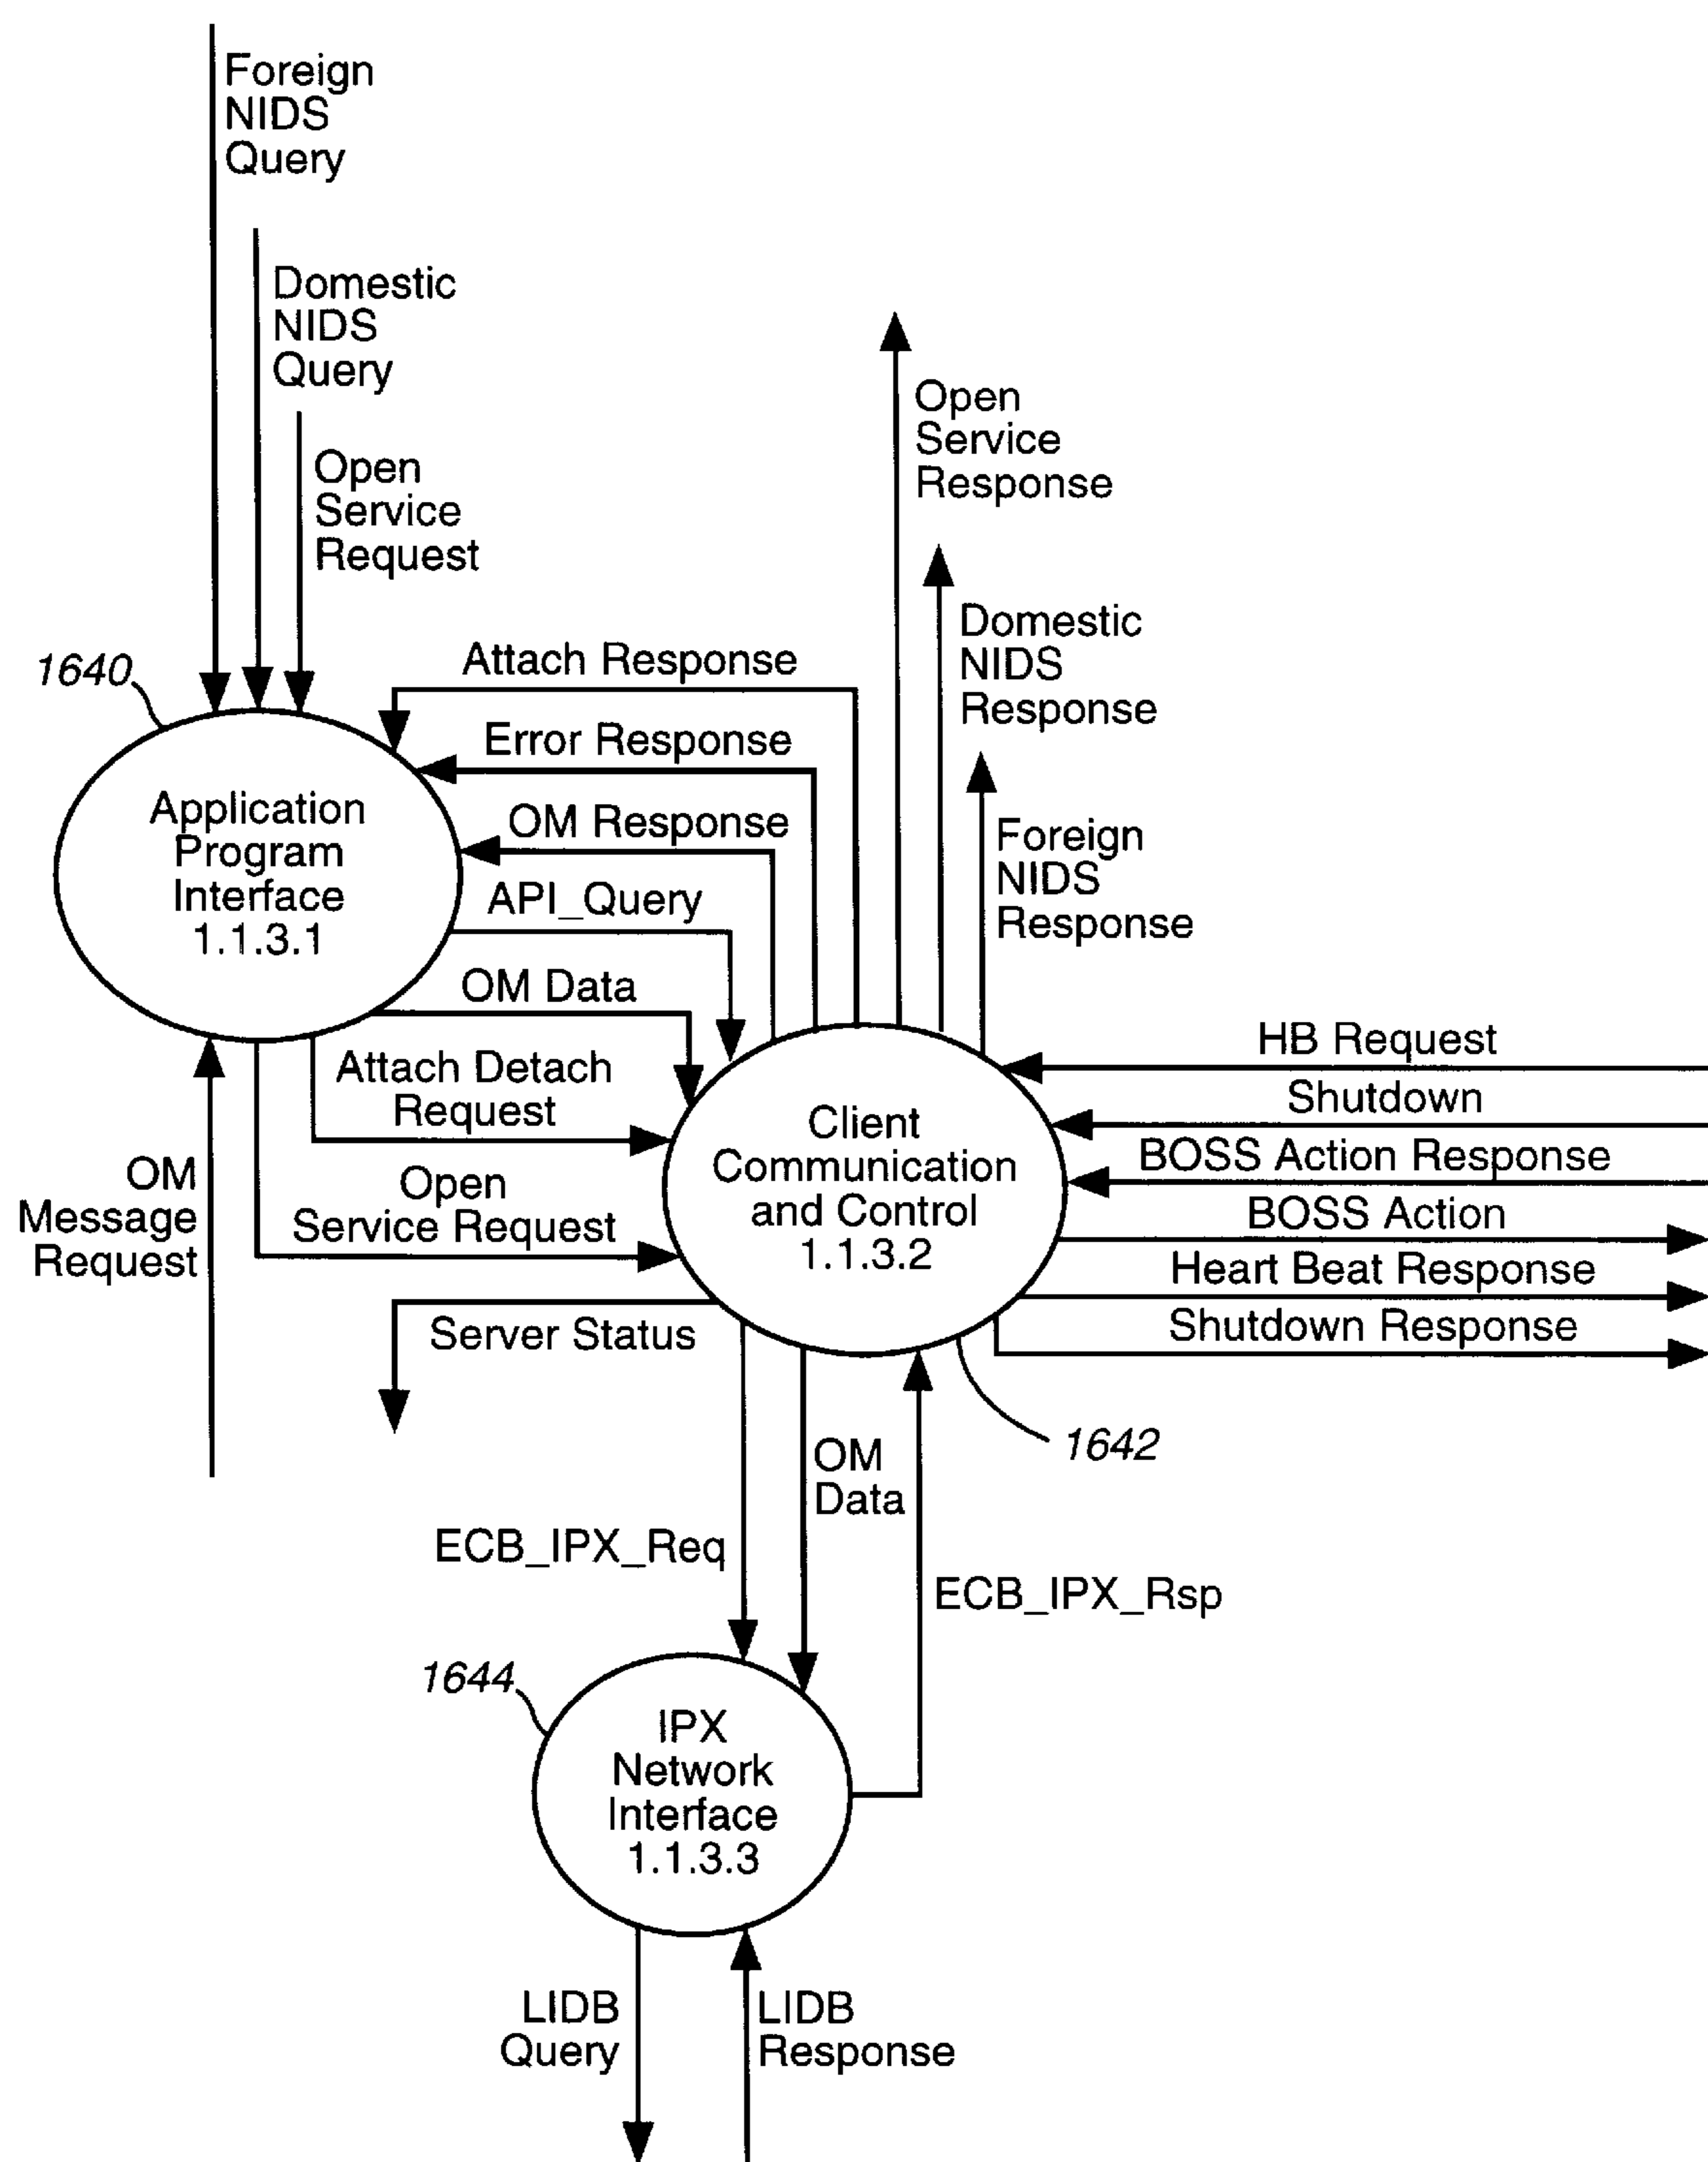 Foreign
NIDS
Query
Domestic
NIDS
Query
Open
Service
Request
Open
Service
Response
Domestic
NIDS
Response
Foreign
NIDS
Response
1640
Attach Response
Error Response
OM Response
API_Query
OM Data
Attach Detach
Request
Open
Service Request
Application
Program
Interface
1.1.3.1
OM
Message
Request
Client
Communication
and Control
1.1.3.2
HB Request
Shutdown
BOSS Action Response
BOSS Action
Heart Beat Response
Shutdown Response
Server Status
1642
OM
Data
ECB_IPX_Req
ECB_IPX_Rsp
1644
IPX
Network
Interface
1.1.3.3
LIDB
Query
LIDB
Response